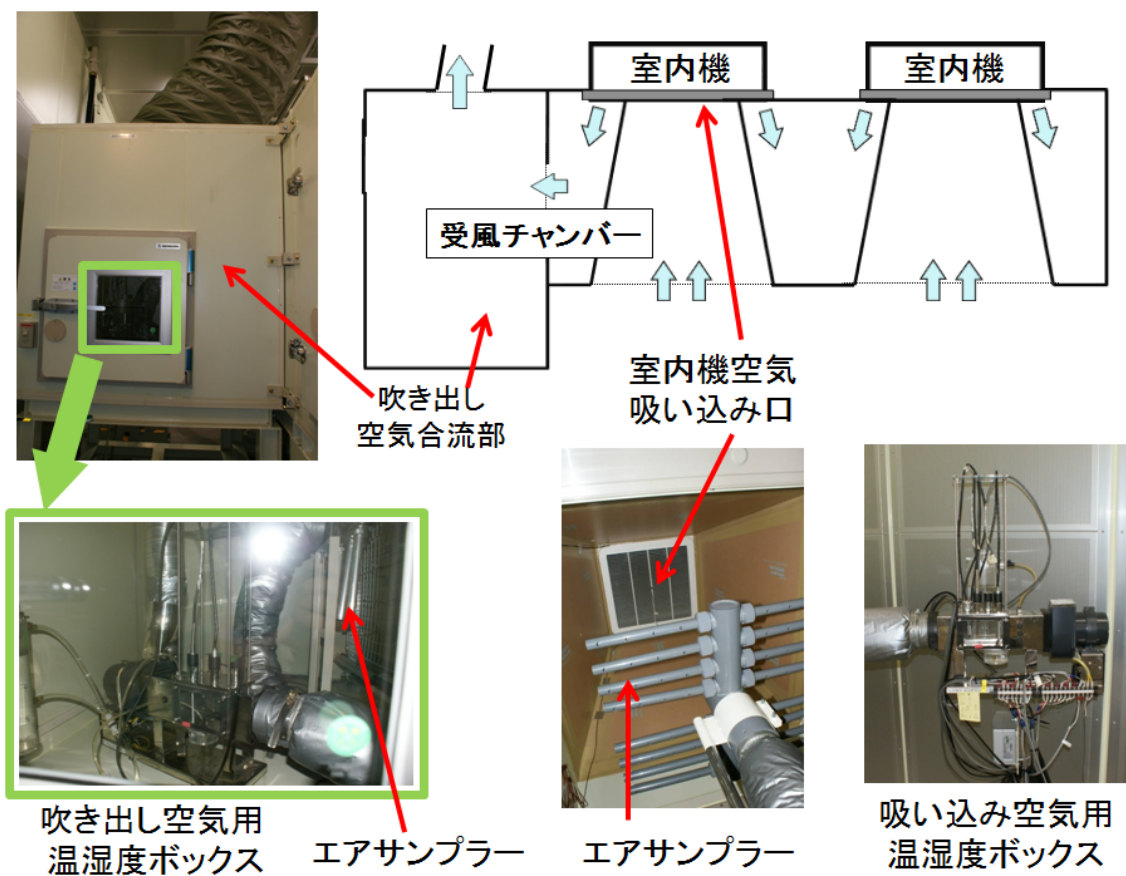 室内機
室内機
受風チャンバー
吹き出し
空気合流部
室内機空気
吸い込み口
吹き出し空気用
温湿度ボックス
エアサンプラー
エアサンプラー
吸い込み空気用
温湿度ボックス